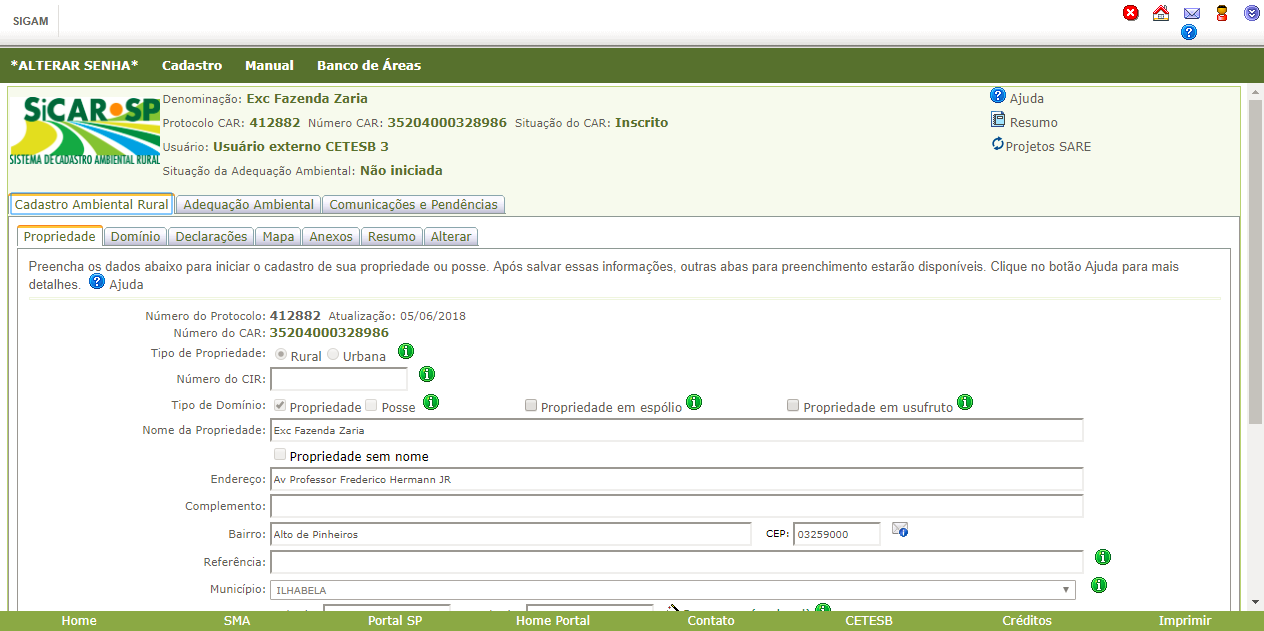 SIGAM
*ALTERAR SENHA* Cadastro Manual Banco de Áreas
SiCAR.SP
SISTEMA DE CADASTRO AMBIENTAL RURAL
Denominação: Exc Fazenda Zaria
Protocolo CAR: 412882 Número CAR: 35204000328986 Situação do CAR: Inscrito
Usuário: Usuário externo CETESB 3
Situação da Adequação Ambiental: Não iniciada
Ajuda
Resumo
Projetos SARE
Cadastro Ambiental Rural Adequação Ambiental Comunicações e Pendências
Propriedade Domínio Declarações Mapa Anexos Resumo Alterar
Preencha os dados abaixo para iniciar o cadastro de sua propriedade ou posse. Após salvar essas informações, outras abas para preenchimento estarão disponíveis. Clique no botão Ajuda para mais
detalhes. Ajuda
Número do Protocolo: 412882 Atualização: 05/06/2018
Número do CAR: 35204000328986
Tipo de Propriedade: Rural Urbana
Número do CIR:
Tipo de Domínio: Propriedade Posse Propriedade em espólio Propriedade em usufruto
Nome da Propriedade: Exc Fazenda Zaria
Propriedade sem nome
Endereço: Av Professor Frederico Hermann JR
Complemento:
Bairro: Alto de Pinheiros CEP: 03259000
Referência:
Município: ILHABELA
Home SMA Portal SP Home Portal Contato CETESB Créditos Imprimir